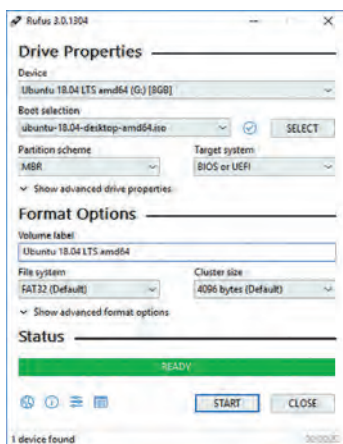 Rufus 3.0.1304
Drive Properties
Device
Ubuntu 18.04 LTS amd64 (G:) [8GB]
Boot selection
ubuntu-18.04-desktop-amd64.iso SELECT
Partition scheme Target system
MBR BIOS or UEFI
Show advanced drive properties
Format Options
Volume label
Ubuntu 18.04 LTS amd64
File system Cluster size
FAT32 (Default) 4096 bytes (Default)
Show advanced format options
Status
READY
START CLOSE
1 device found